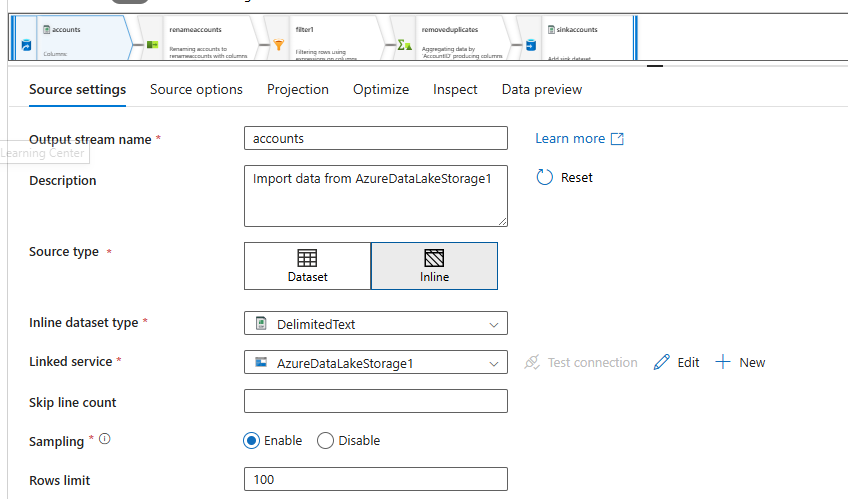 accounts
Columns
renameaccounts
Renaming accounts to
renameaccounts with columns
filter1
Filtering rows using
expressions on columns
removeduplicates
Aggregating data by
'AccountID' producing columns
sinkaccounts
Add sink dataset
Source settings
Source options
Projection
Optimize
Inspect
Data preview
Output stream name *
accounts
Learn more
Learning Center
Description
Import data from AzureDataLakeStorage1
Reset
Source type *
Dataset
Inline
Inline dataset type *
DelimitedText
Linked service *
AzureDataLakeStorage1
Test connection
Edit
New
Skip line count
Sampling *
Enable
Disable
Rows limit
100